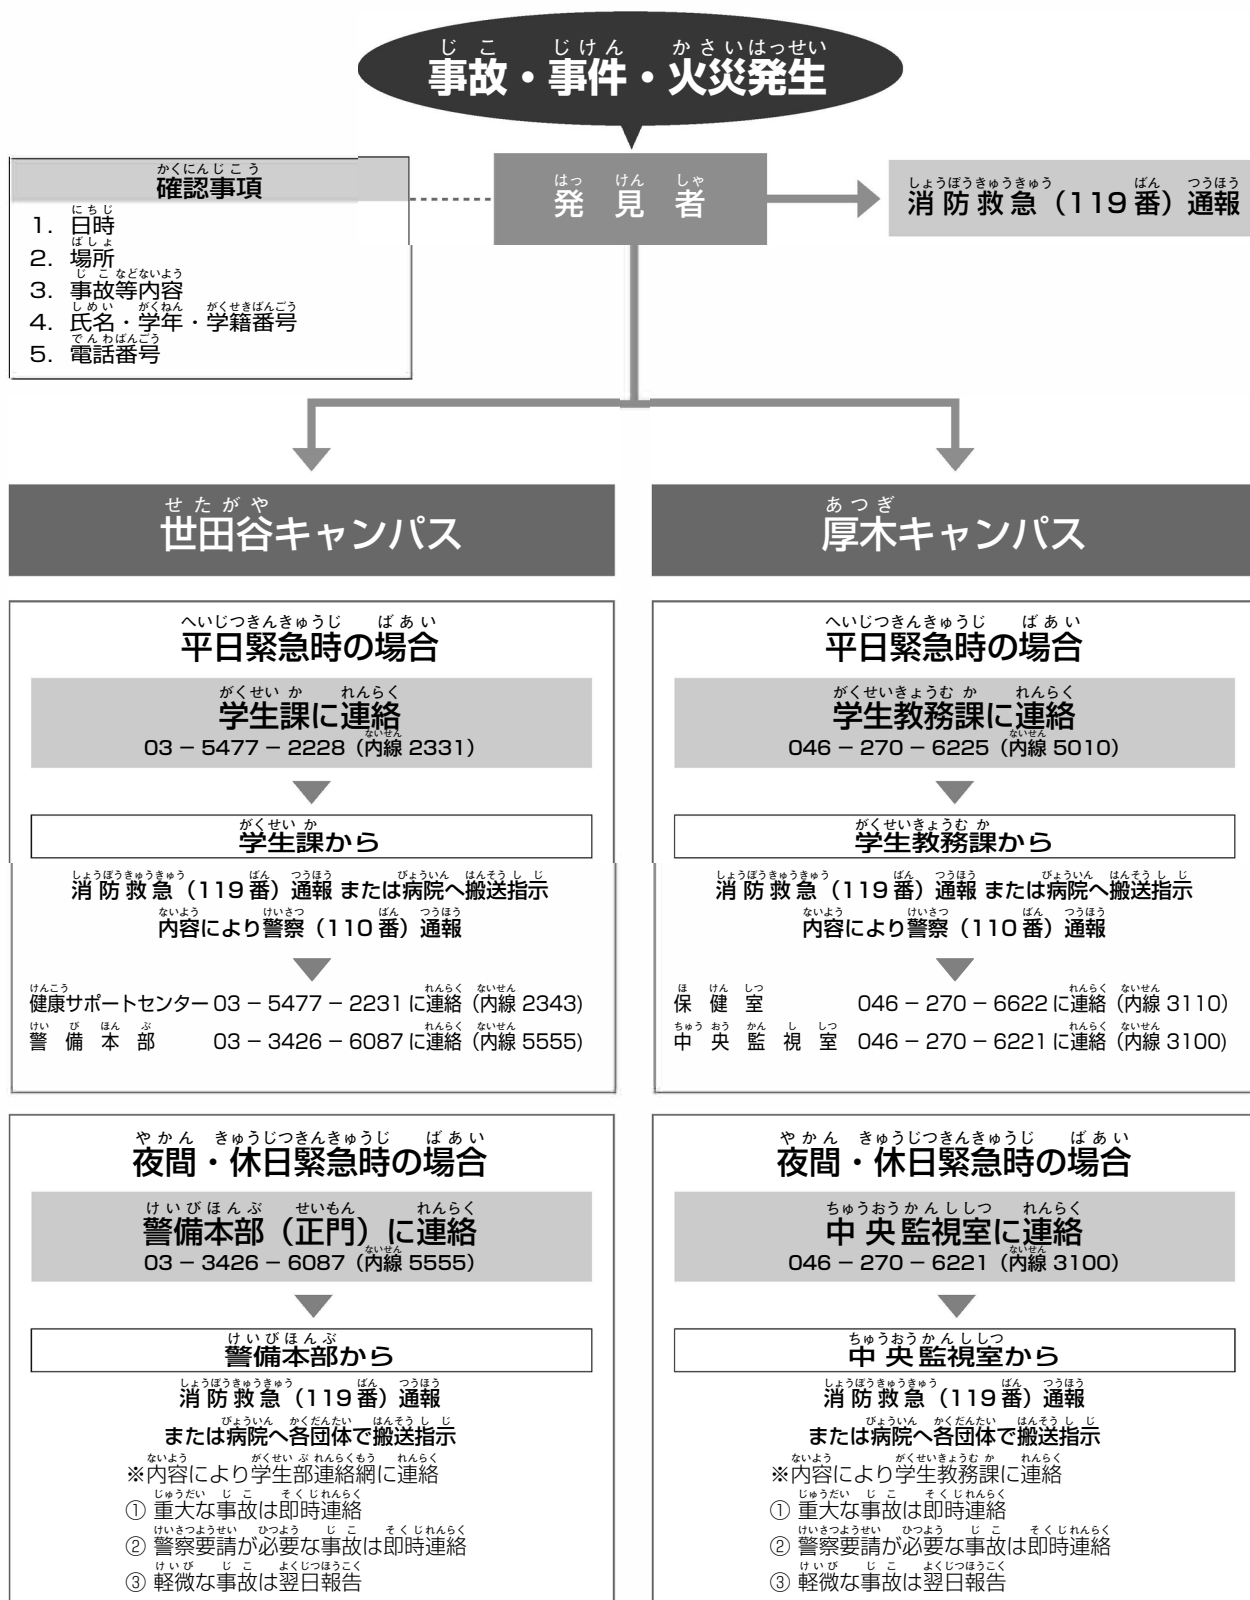 事故・事件・火災発生
確認事項
1. 日時
2. 場所
3. 事故等内容
4. 氏名・学年・学籍番号
5. 電話番号
発見者
消防救急（119番）通報
世田谷キャンパス
平日緊急時の場合
学生課に連絡
03－5477－2228（内線 2331）
学生課から
消防救急（119番）通報 または病院へ搬送指示
内容により警察（110番）通報
健康サポートセンター 03－5477－2231に連絡（内線 2343）
警備本部 03－3426－6087に連絡（内線 5555）
夜間・休日緊急時の場合
警備本部（正門）に連絡
03－3426－6087（内線 5555）
警備本部から
消防救急（119番）通報
または病院へ各団体で搬送指示
※内容により学生部連絡網に連絡
① 重大な事故は即時連絡
② 警察要請が必要な事故は即時連絡
③ 軽微な事故は翌日報告
厚木キャンパス
平日緊急時の場合
学生教務課に連絡
046－270－6225（内線 5010）
学生教務課から
消防救急（119番）通報 または病院へ搬送指示
内容により警察（110番）通報
保健室 046－270－6622に連絡（内線 3110）
中央監視室 046－270－6221に連絡（内線 3100）
夜間・休日緊急時の場合
中央監視室に連絡
046－270－6221（内線 3100）
中央監視室から
消防救急（119番）通報
または病院へ各団体で搬送指示
※内容により学生教務課に連絡
① 重大な事故は即時連絡
② 警察要請が必要な事故は即時連絡
③ 軽微な事故は翌日報告